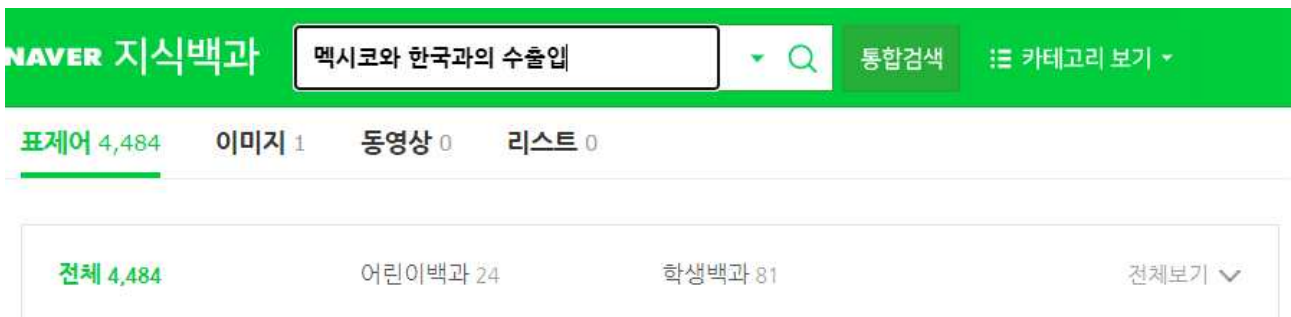 NAVER 지식백과 멕시코와 한국과의 수출입 통합검색 카테고리 보기
표제어 4,484 이미지 1 동영상 0 리스트 0
전체 4,484 어린이백과 24 학생백과 81 전체보기